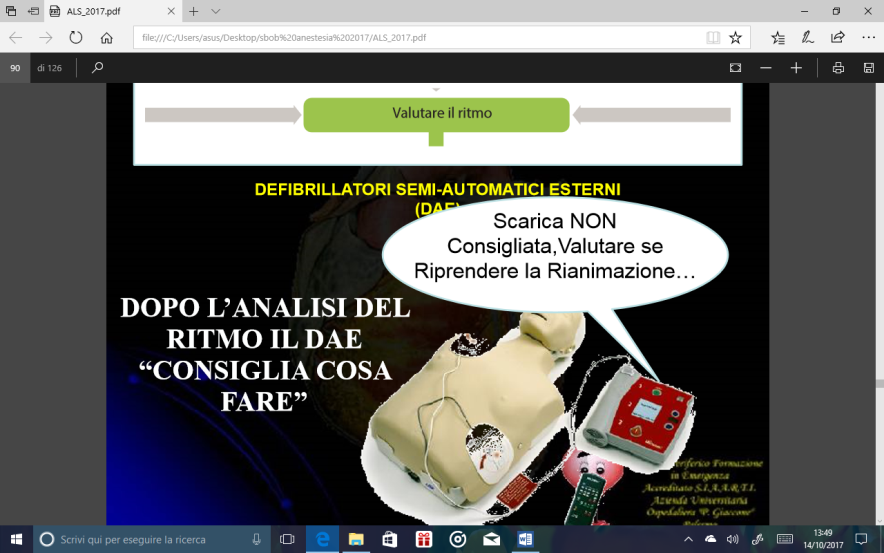 ALS_2017.pdf
file:///C:/Users/asus/Desktop/sbob%20anestesia%202017/ALS_2017.pdf
90 di 126
Valutare il ritmo
DEFIBRILLATORI SEMI-AUTOMATICI ESTERNI
(DAE)
Scarica NON
Consigliata,Valutare se
Riprendere la Rianimazione…
DOPO L’ANALISI DEL
RITMO IL DAE
“CONSIGLIA COSA
FARE”
Periferico Formazione
in Emergenza
Accreditato S.I.A.A.R.T.I.
Azienda Universitaria
Ospedaliera "P. Giaccone"
Palermo
Scrivi qui per eseguire la ricerca
13:49
14/10/2017